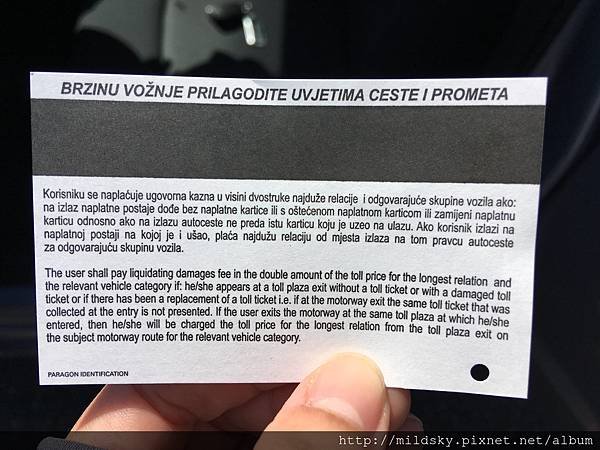 BRZINU VOŽNJE PRILAGODITE UVJETIMA CESTE I PROMETA
Korisniku se naplaćuje ugovorna kazna u visini dvostruke najduže relacije i odgovarajuće skupine vozila ako:
na izlaz naplatne postaje dođe bez naplatne kartice ili s oštećenom naplatnom karticom ili zamijeni naplatnu
karticu odnosno ako na izlazu autoceste ne preda istu karticu koju je uzeo na ulazu. Ako korisnik izlazi na
naplatnoj postaji na kojoj je i ušao, plaća najdužu relaciju od mjesta izlaza na tom pravcu autoceste
za odgovarajuću skupinu vozila.
The user shall pay liquidating damages fee in the double amount of the toll price for the longest relation and
the relevant vehicle category if: he/she appears at a toll plaza exit without a toll ticket or with a damaged toll
ticket or if there has been a replacement of a toll ticket i.e. if at the motorway exit the same toll ticket that was
collected at the entry is not presented. If the user exits the motorway at the same toll plaza at which he/she
entered, then he/she will be charged the toll price for the longest relation from the toll plaza exit on
the subject motorway route for the relevant vehicle category.
PARAGON IDENTIFICATION
http://mildsky.pixnet.net/album